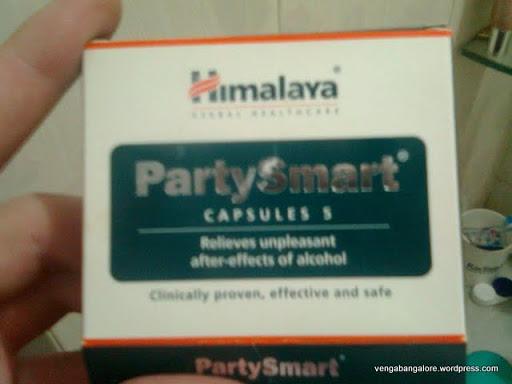 Himalaya®
HERBAL HEALTHCARE
PartySmart®
CAPSULES 5
Relieves unpleasant
after-effects of alcohol
Clinically proven, effective and safe
PartySmart®
vengabangalore.wordpress.com